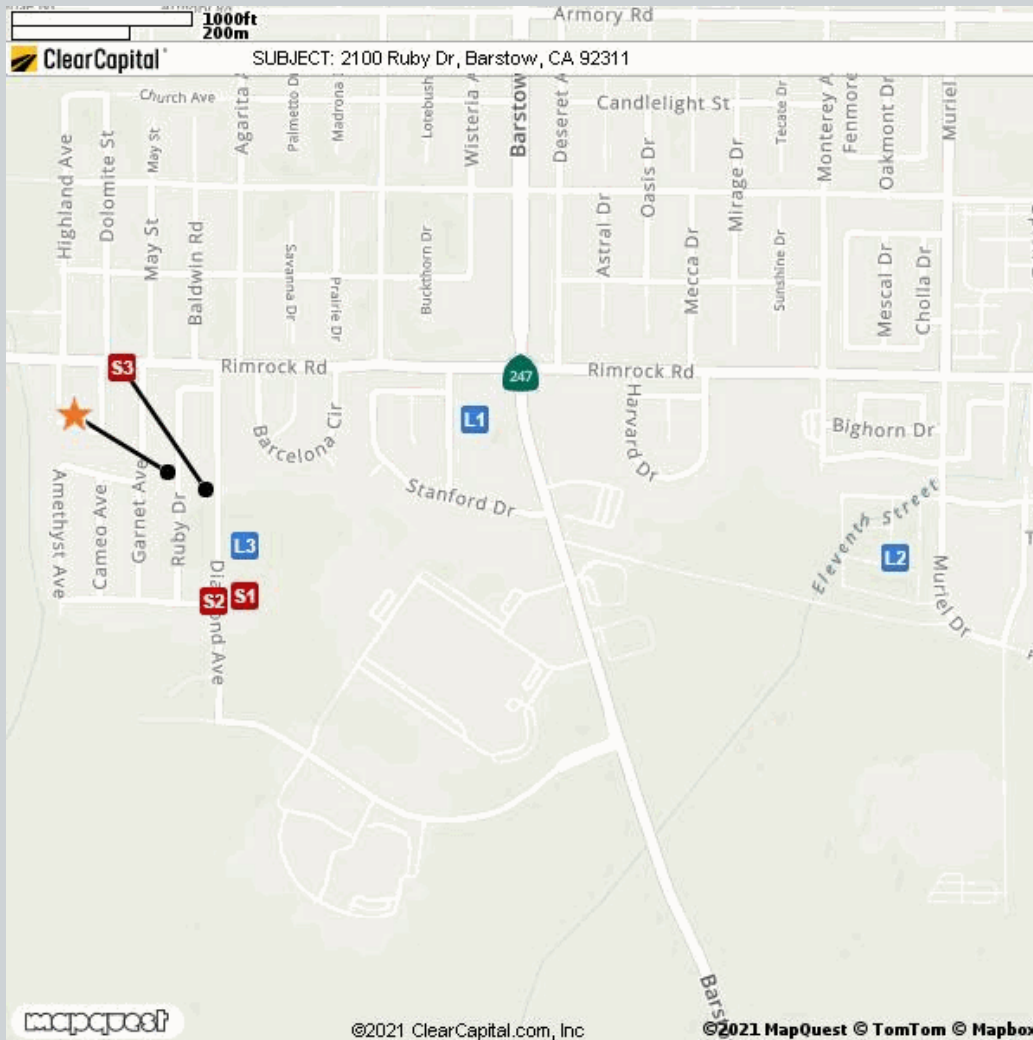 Armory Rd
1000ft
200m
ClearCapital
SUBJECT: 2100 Ruby Dr, Barstow, CA 92311
Church Ave
Candlelight St
Highland Ave
Dolomite St
May St
May St
Baldwin Rd
Agarita A
Palmetto Dr
Madrona
Savanna Dr
Prairie Dr
Lotebush
Buckthorn Dr
Wisteria A
Barstow
Deseret A
Astral Dr
Oasis Dr
Mecca Dr
Mirage Dr
Tecate Dr
Sunshine Dr
Monterey A
Fenmore
Oakmont Dr
Mescal Dr
Cholla Dr
Muriel
S3
Rimrock Rd
247
Rimrock Rd
L1
Barcelona Cir
Harvard Dr
Bighorn Dr
Stanford Dr
Amethyst Ave
Cameo Ave
Garnet Ave
Ruby Dr
L3
Eleventh Street
L2
S2
S1
Diamond Ave
Muriel Dr
Barst
mapquest
©2021 ClearCapital.com, Inc
©2021 MapQuest © TomTom © Mapbox